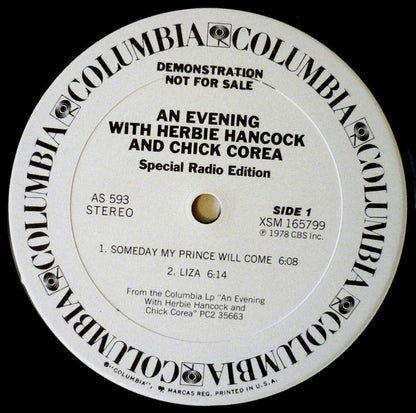 COLUMBIA COLUMBIA COLUMBIA COLUMBIA COLUMBIA COLUMBIA
DEMONSTRATION
NOT FOR SALE
AN EVENING
WITH HERBIE HANCOCK
AND CHICK COREA
Special Radio Edition
AS 593
STEREO
SIDE 1
XSM 165799
℗ 1978 CBS Inc.
1. SOMEDAY MY PRINCE WILL COME 6:08
2. LIZA 6:14
From the Columbia Lp "An Evening
With Herbie Hancock and
Chick Corea" PC2 35663
"COLUMBIA", MARCAS REG. PRINTED IN U.S.A.